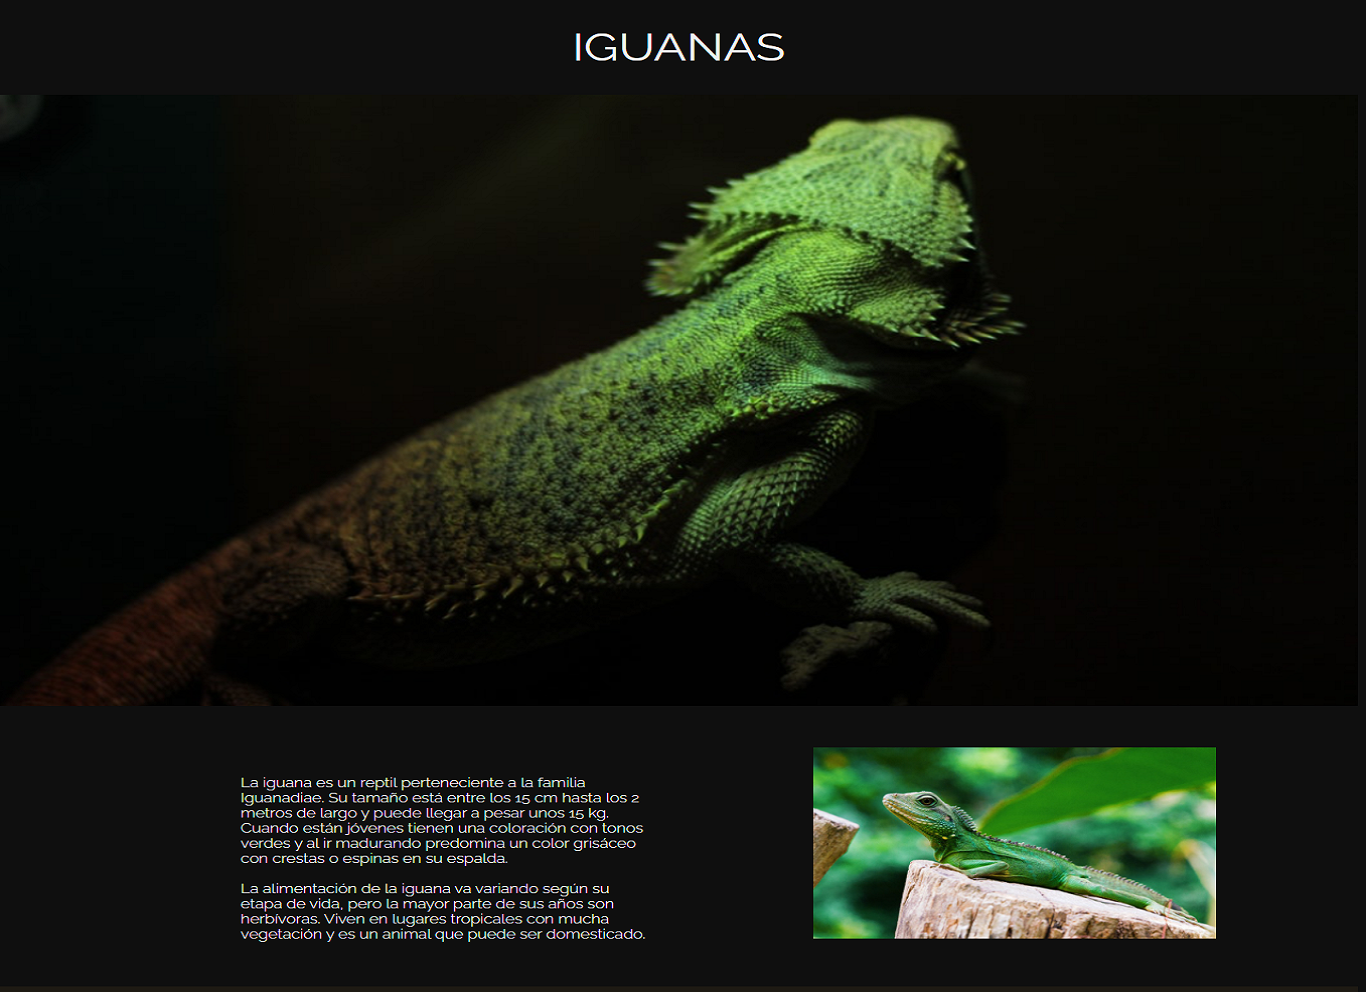 IGUANAS
La iguana es un reptil perteneciente a la familia
Iguanadiae. Su tamaño está entre los 15 cm hasta los 2
metros de largo y puede llegar a pesar unos 15 kg.
Cuando están jóvenes tienen una coloración con tonos
verdes y al ir madurando predomina un color grisáceo
con crestas o espinas en su espalda.
La alimentación de la iguana va variando según su
etapa de vida, pero la mayor parte de sus años son
herbívoras. Viven en lugares tropicales con mucha
vegetación y es un animal que puede ser domesticado.